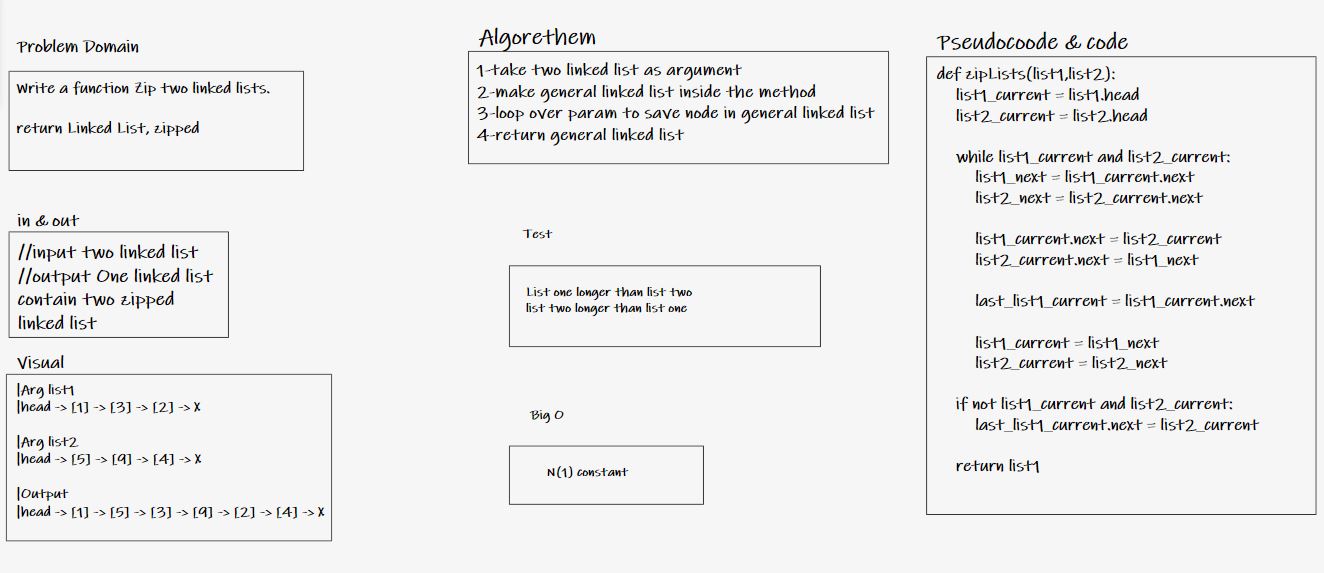 Problem Domain
Write a function Zip two linked lists.
return Linked List, zipped
in & out
//input two linked list
//output One linked list
contain two zipped
linked list
Visual
|Arg list1
|head -> [1] -> [3] -> [2] -> X
|Arg list2
|head -> [5] -> [9] -> [4] -> X
|Output
|head -> [1] -> [5] -> [3] -> [9] -> [2] -> [4] -> X
Algorethem
1-take two linked list as argument
2-make general linked list inside the method
3-loop over param to save node in general linked list
4-return general linked list
Test
List one longer than list two
list two longer than list one
Big O
N(1) constant
Pseudocoode & code
def zipLists(list1,list2):
list1_current = list1.head
list2_current = list2.head
while list1_current and list2_current:
list1_next = list1_current.next
list2_next = list2_current.next
list1_current.next = list2_current
list2_current.next = list1_next
last_list1_current = list1_current.next
list1_current = list1_next
list2_current = list2_next
if not list1_current and list2_current:
last_list1_current.next = list2_current
return list1